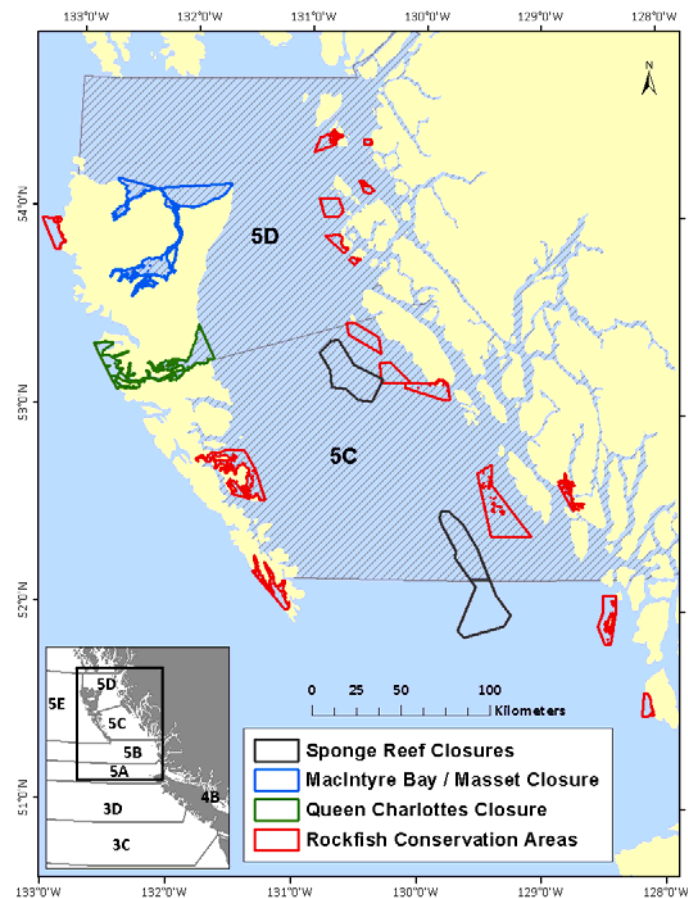 133°0'W 132°0'W 131°0'W 130°0'W 129°0'W 128°0'W
N
54°0'N
5D
53°0'N
5C
52°0'N
5D
5E
5C
5B
5A
4B
3D
3C
0 25 50 100
Kilometers
Sponge Reef Closures
MacIntyre Bay / Masset Closure
Queen Charlottes Closure
Rockfish Conservation Areas
51°0'N
133°0'W 132°0'W 131°0'W 130°0'W 129°0'W 128°0'W